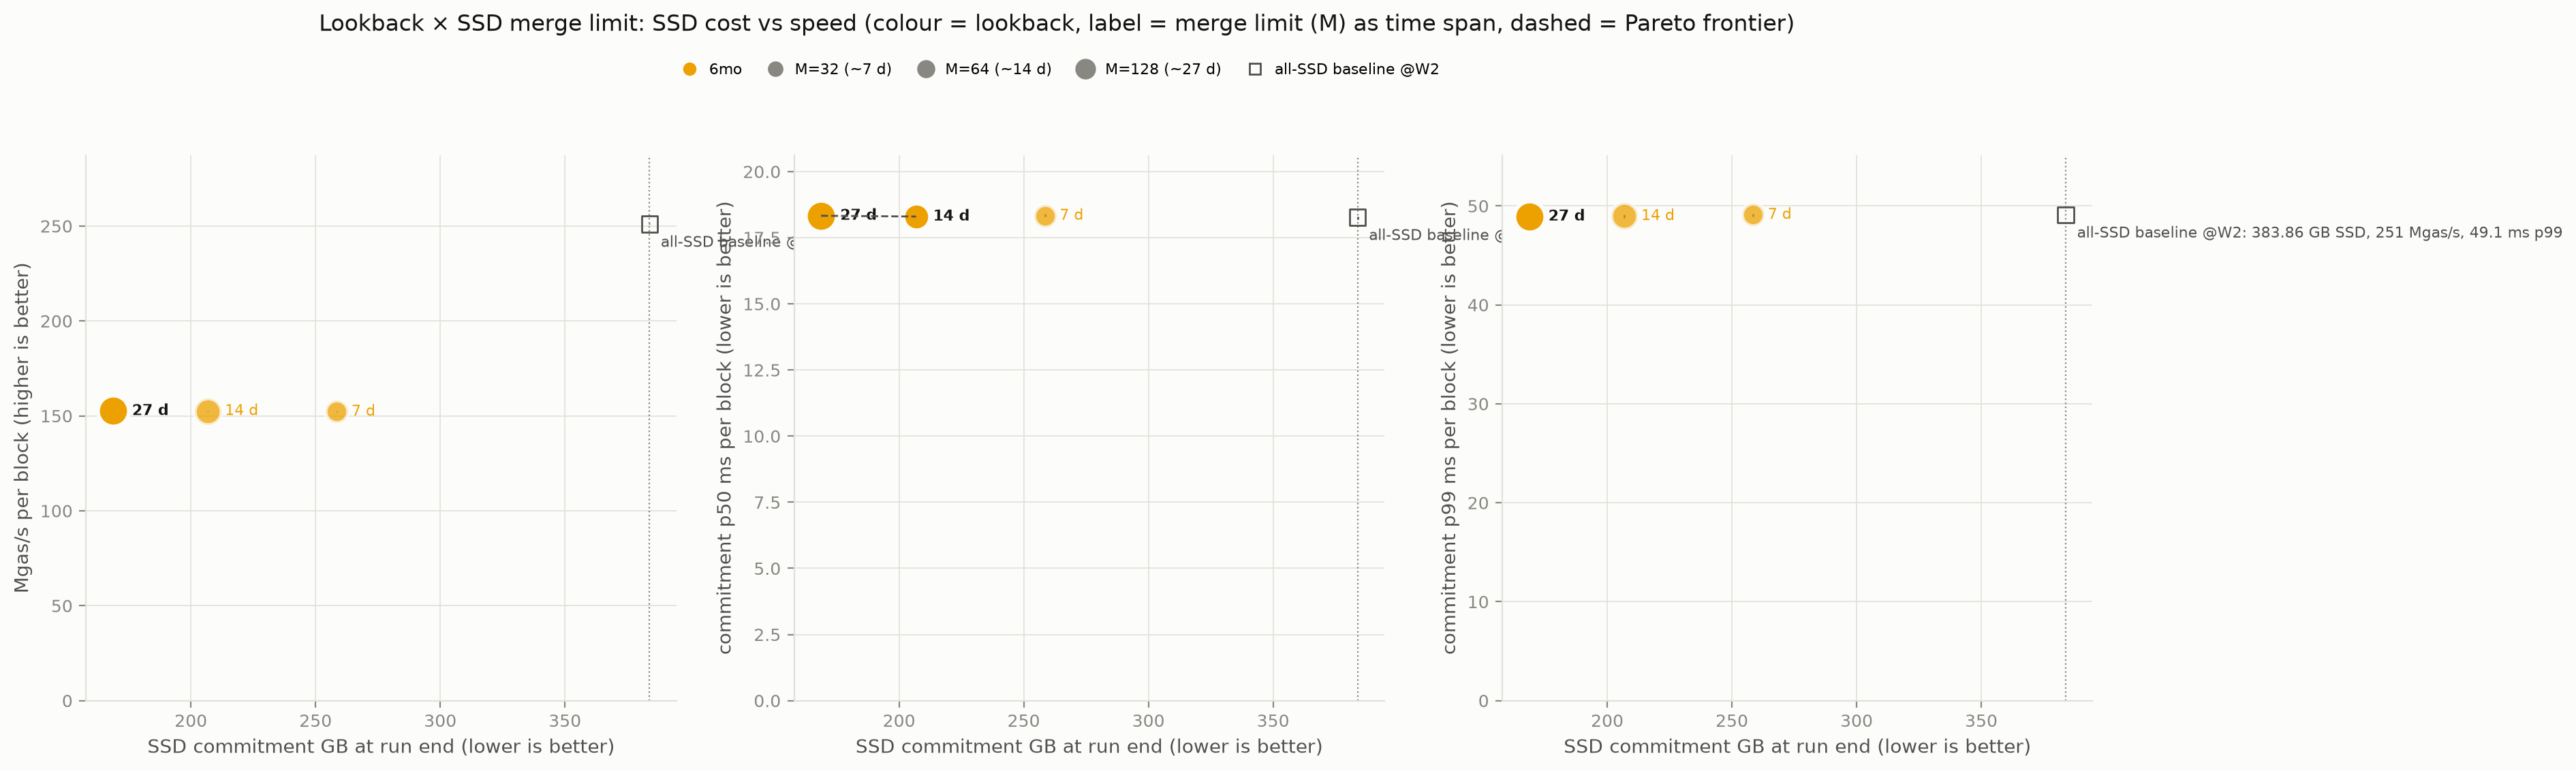 Lookback × SSD merge limit: SSD cost vs speed (colour = lookback, label = merge limit (M) as time span, dashed = Pareto frontier)
6mo
M=32 (~7 d)
M=64 (~14 d)
M=128 (~27 d)
all-SSD baseline @W2
Mgas/s per block (higher is better)
250
200
150
100
50
0
27 d
14 d
7 d
all-SSD baseline @
200
250
300
350
SSD commitment GB at run end (lower is better)
commitment p50 ms per block (lower is better)
20.0
17.5
15.0
12.5
10.0
7.5
5.0
2.5
0.0
27 d
14 d
7 d
all-SSD baseline @
200
250
300
350
SSD commitment GB at run end (lower is better)
commitment p99 ms per block (lower is better)
50
40
30
20
10
0
27 d
14 d
7 d
all-SSD baseline @W2: 383.86 GB SSD, 251 Mgas/s, 49.1 ms p99
200
250
300
350
SSD commitment GB at run end (lower is better)